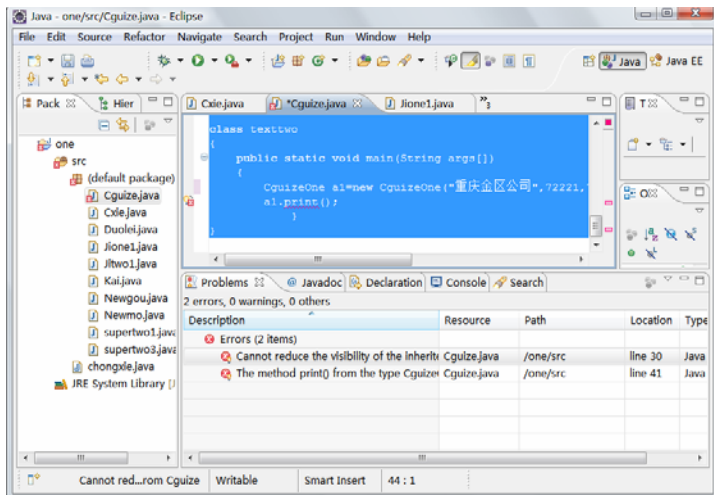 Java - one/src/Cguize.java - Eclipse
File Edit Source Refactor Navigate Search Project Run Window Help
Java Java EE
Pack Hier
Cxie.java *Cguize.java Jione1.java
one
src
(default package)
Cguize.java
Cxie.java
Duolei.java
Jione1.java
Jitwo1.java
Kai.java
Newgou.java
Newmo.java
supertwo1.java
supertwo3.java
chongxie.java
JRE System Library [J
class texttwo
{
public static void main(String args[])
{
CguizeOne a1=new CguizeOne("重庆金区公司",72221,
a1.print();
}
}
Problems Javadoc Declaration Console Search
2 errors, 0 warnings, 0 others
Description Resource Path Location Type
Errors (2 items)
Cannot reduce the visibility of the inherite Cguize.java /one/src line 30 Java
The method print() from the type Cguize Cguize.java /one/src line 41 Java
Cannot red...rom Cguize Writable Smart Insert 44 : 1